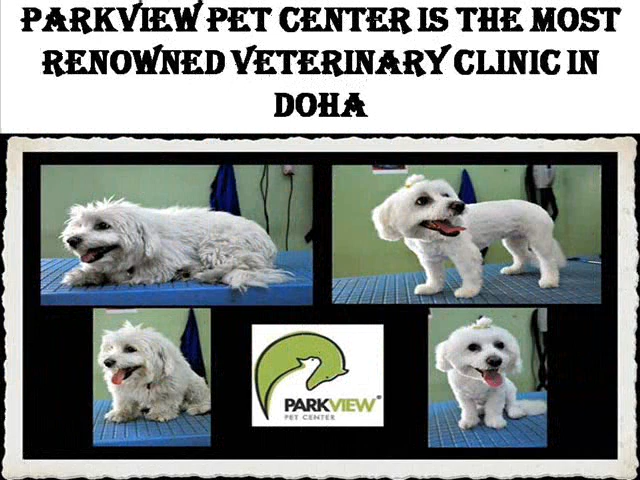 PARKVIEW PET CENTER IS THE MOST
RENOWNED VETERINARY CLINIC IN
DOHA
PARKVIEW®
PET CENTER